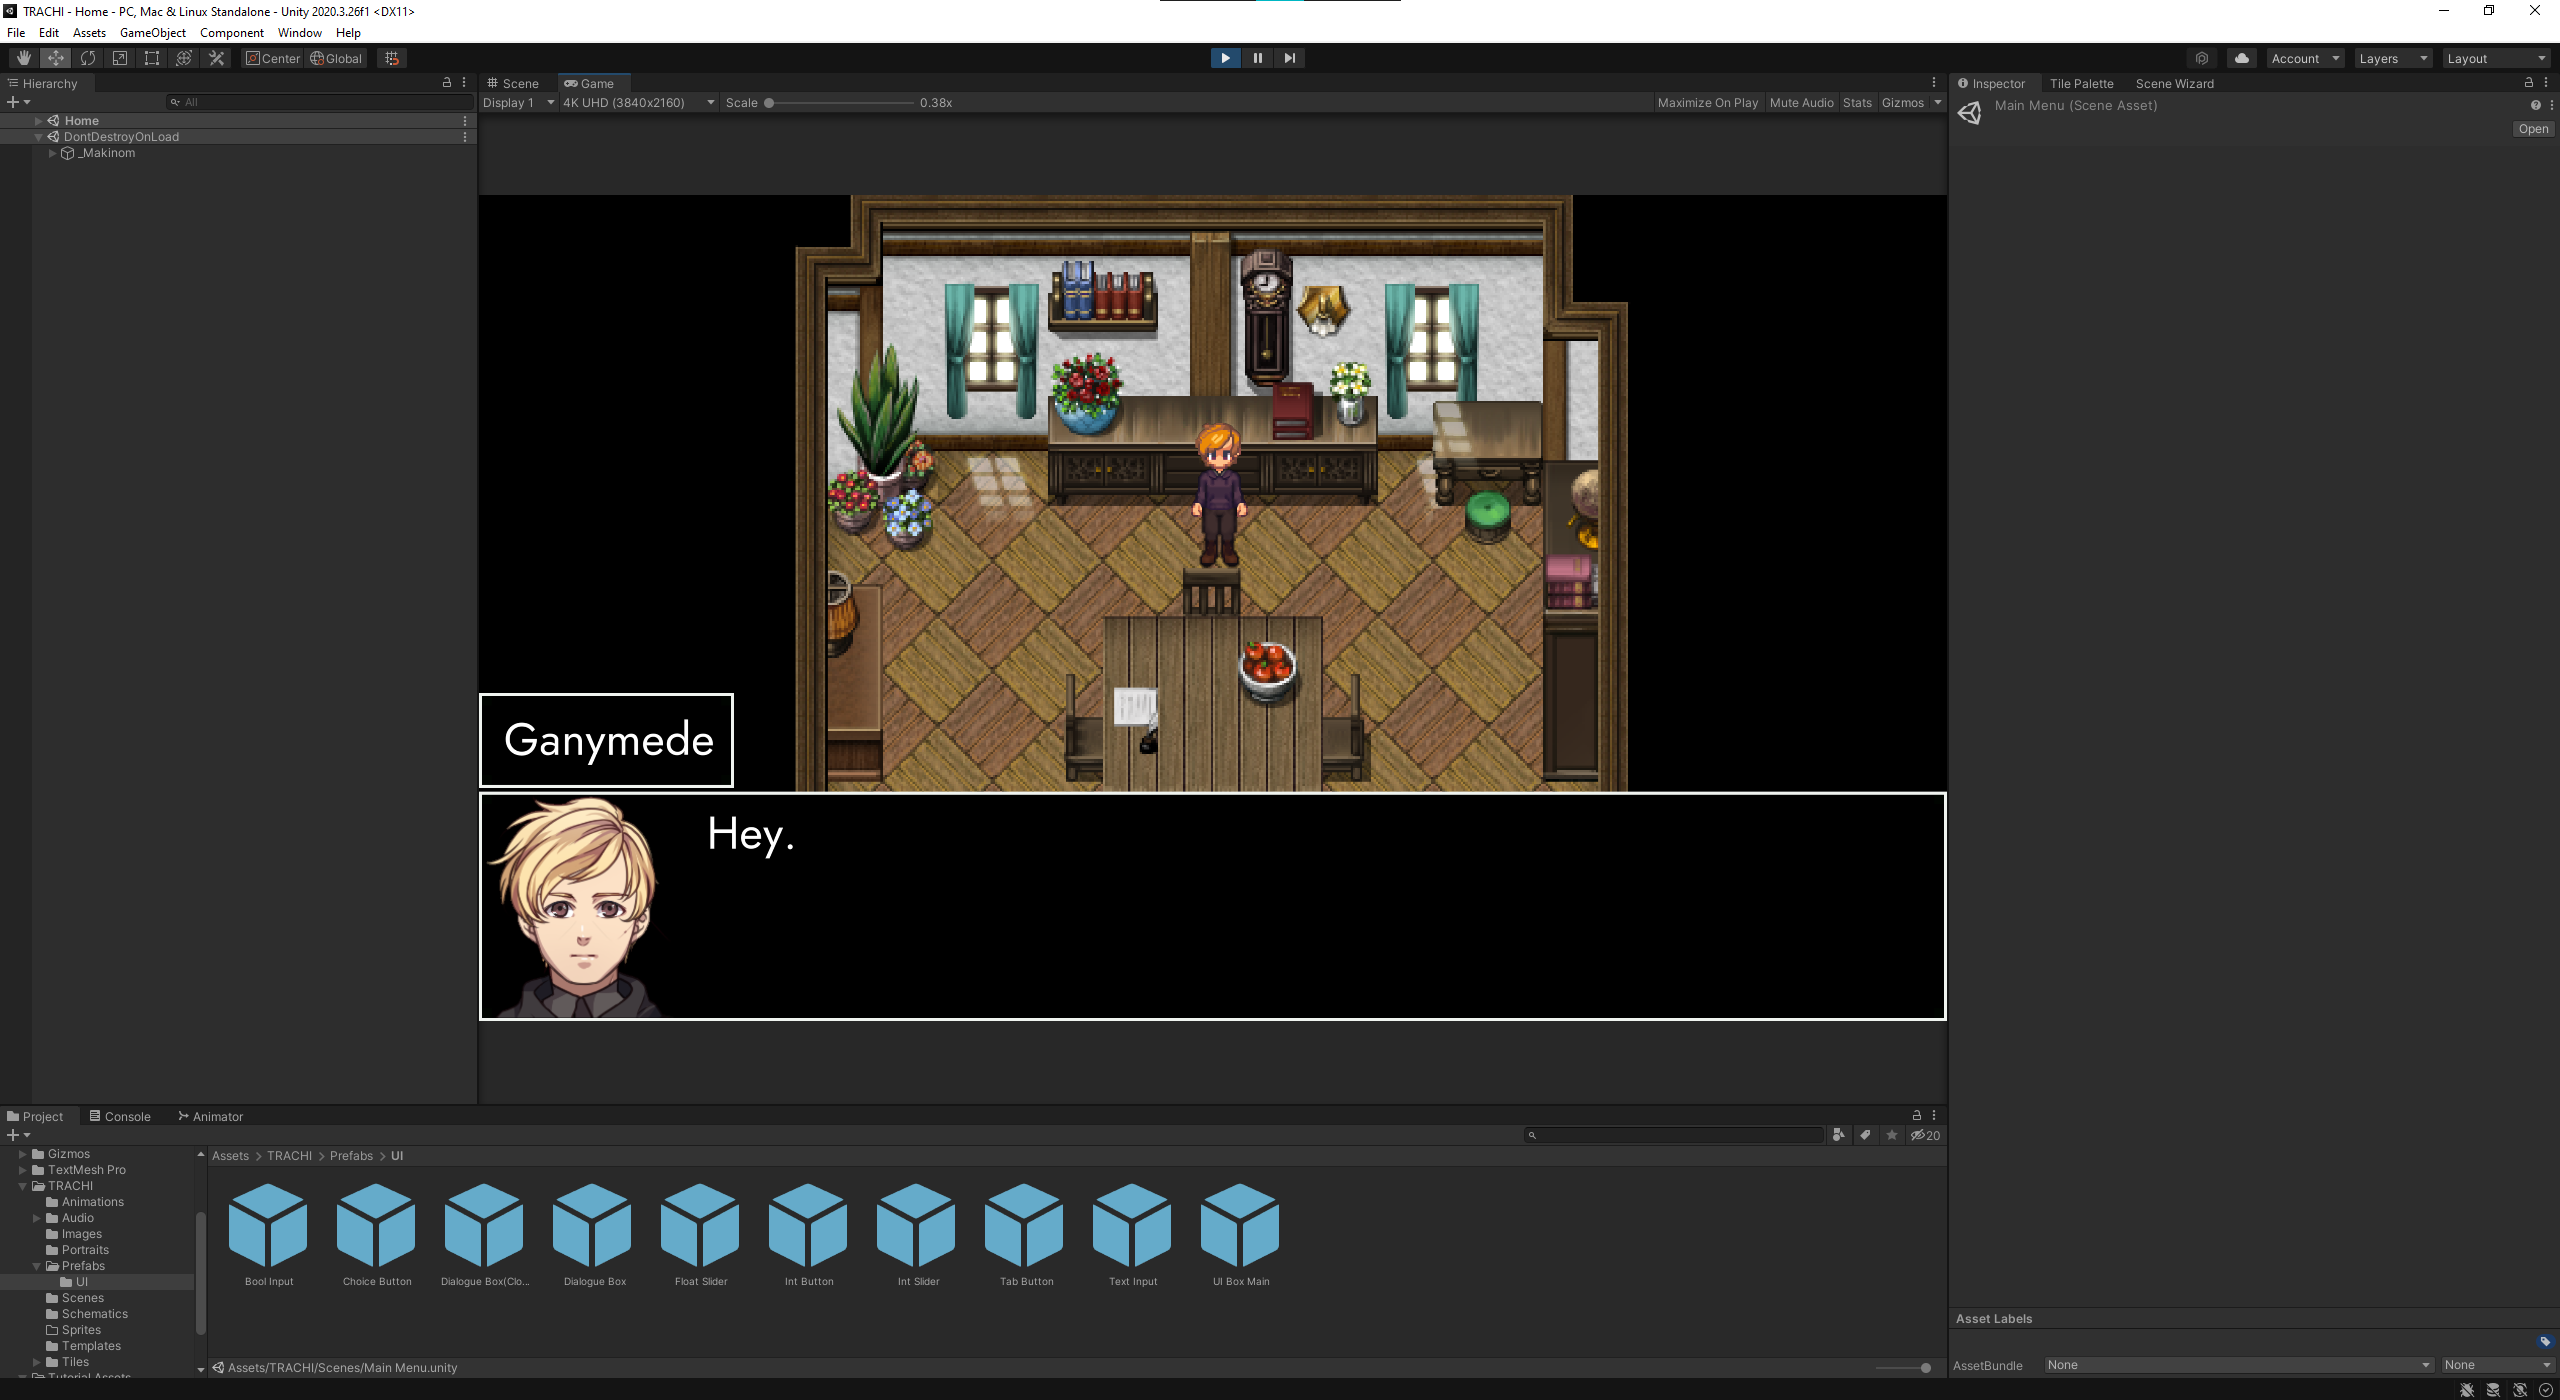 TRACHI - Home - PC, Mac & Linux Standalone - Unity 2020.3.26f1 <DX11>
File Edit Assets GameObject Component Window Help
Center Global
Account Layers Layout
Hierarchy
All
Home
DontDestroyOnLoad
_Makinom
Scene Game
Display 1 4K UHD (3840x2160) Scale 0.38x Maximize On Play Mute Audio Stats Gizmos
Ganymede
Hey.
Inspector Tile Palette Scene Wizard
Main Menu (Scene Asset)
Open
Project Console Animator
20
Gizmos
TextMesh Pro
TRACHI
Animations
Audio
Images
Portraits
Prefabs
UI
Scenes
Schematics
Sprites
Templates
Tiles
Tutorial Assets
Assets > TRACHI > Prefabs > UI
Bool Input Choice Button Dialogue Box(Clo... Dialogue Box Float Slider Int Button Int Slider Tab Button Text Input UI Box Main
Assets/TRACHI/Scenes/Main Menu.unity
Asset Labels
AssetBundle None None